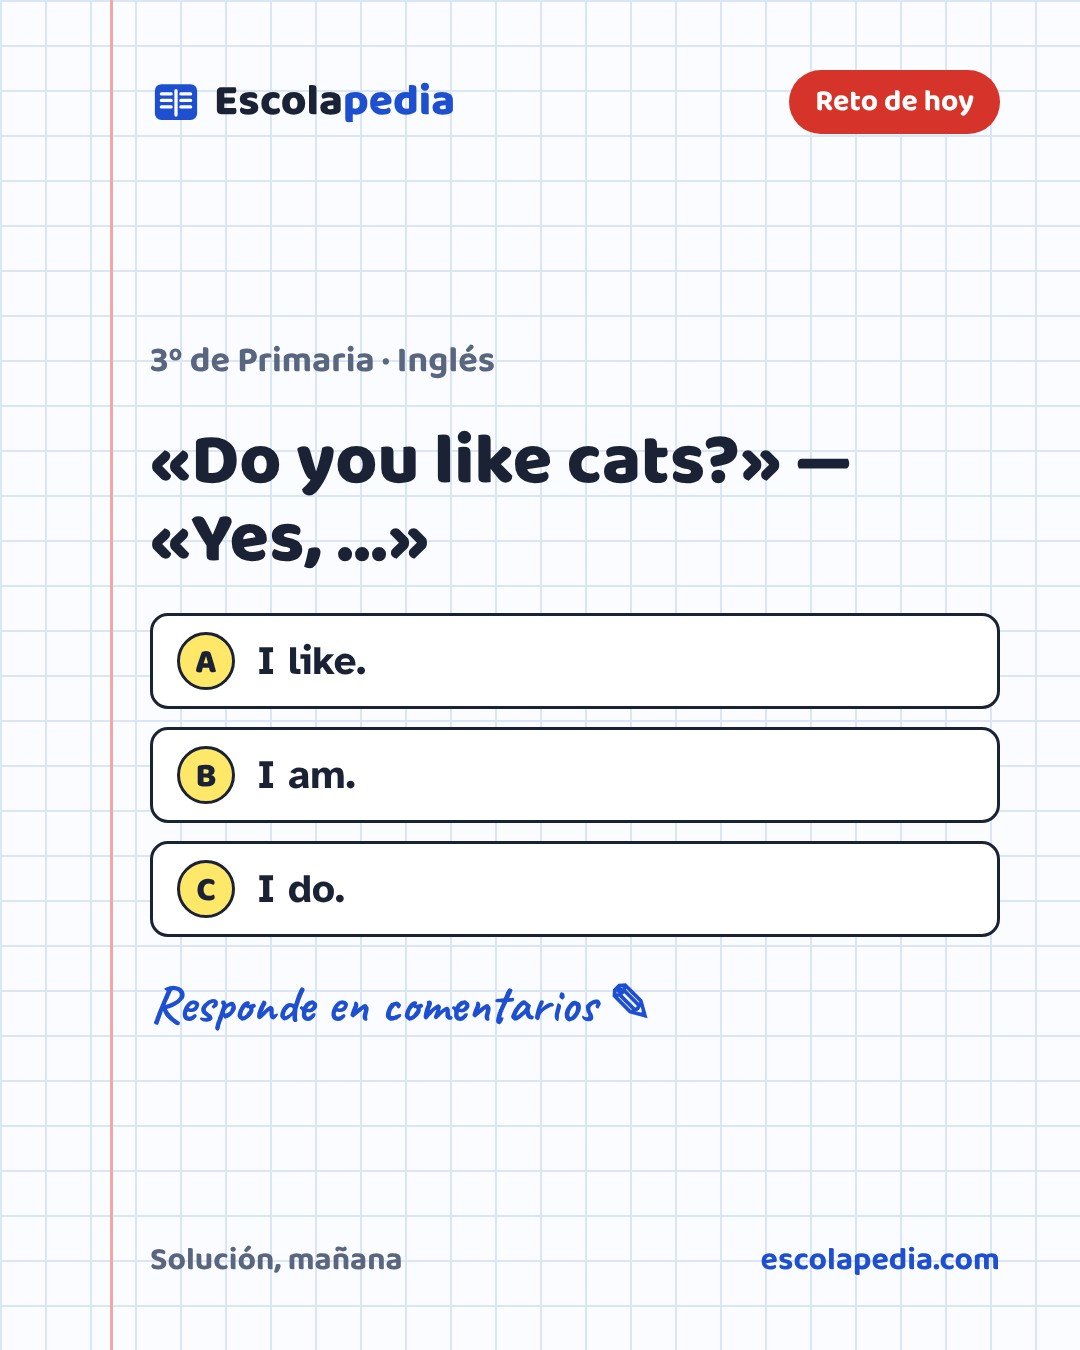 Escolapedia
Reto de hoy
3º de Primaria · Inglés
«Do you like cats?» —
«Yes, ...»
A I like.
B I am.
C I do.
Responde en comentarios ✎
Solución, mañana
escolapedia.com